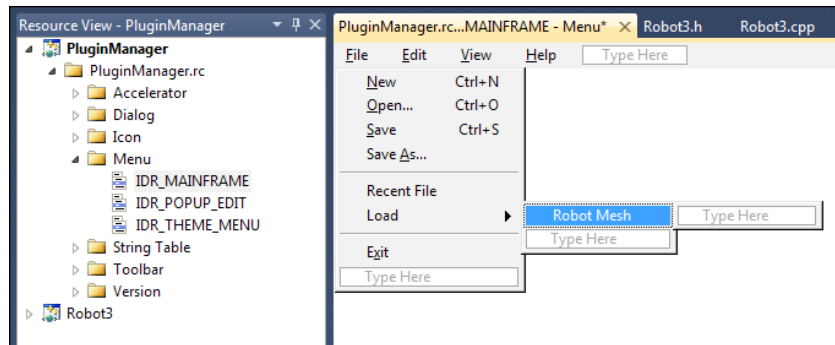 Resource View - PluginManager
PluginManager
PluginManager.rc
Accelerator
Dialog
Icon
Menu
IDR_MAINFRAME
IDR_POPUP_EDIT
IDR_THEME_MENU
String Table
Toolbar
Version
Robot3
PluginManager.rc...MAINFRAME - Menu* Robot3.h Robot3.cpp
File Edit View Help Type Here
New Ctrl+N
Open... Ctrl+O
Save Ctrl+S
Save As...
Recent File
Load Robot Mesh Type Here
Type Here
Exit
Type Here